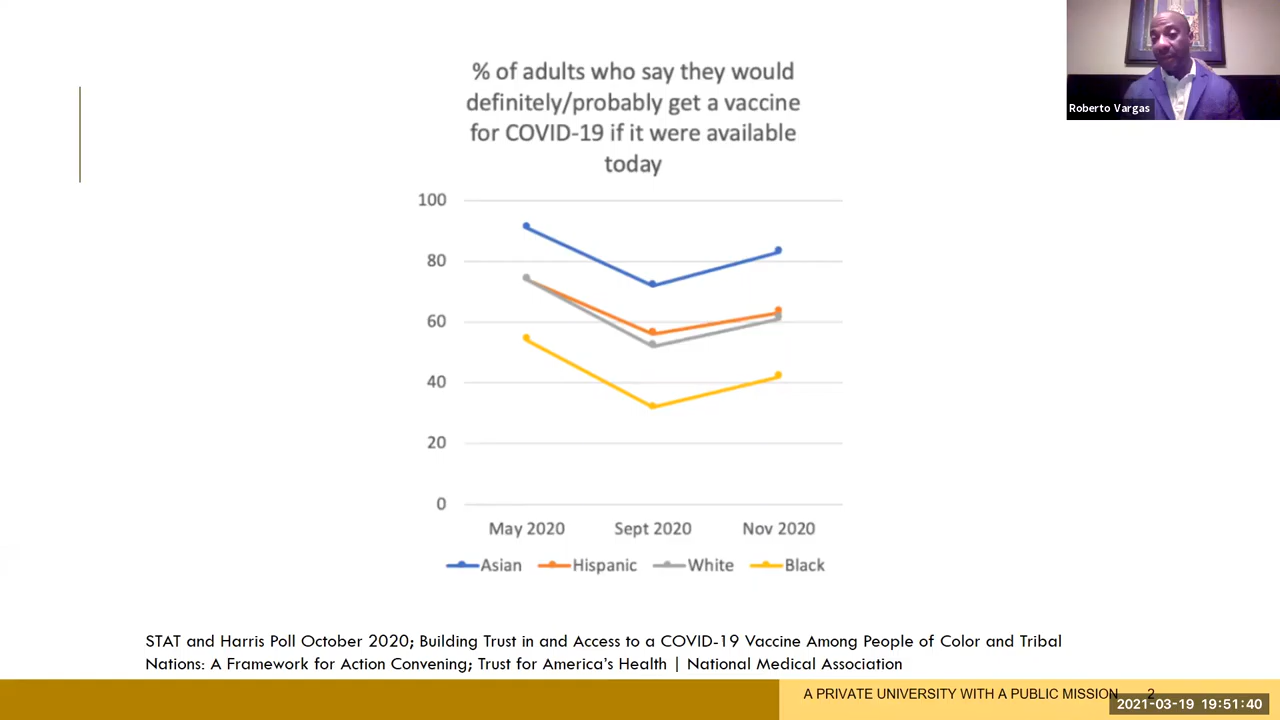 Roberto Vargas
% of adults who say they would
definitely/probably get a vaccine
for COVID-19 if it were available
today
100
80
60
40
20
0
May 2020 Sept 2020 Nov 2020
Asian Hispanic White Black
STAT and Harris Poll October 2020; Building Trust in and Access to a COVID-19 Vaccine Among People of Color and Tribal
Nations: A Framework for Action Convening; Trust for America's Health | National Medical Association
A PRIVATE UNIVERSITY WITH A PUBLIC MISSION 2
2021-03-19 19:51:40